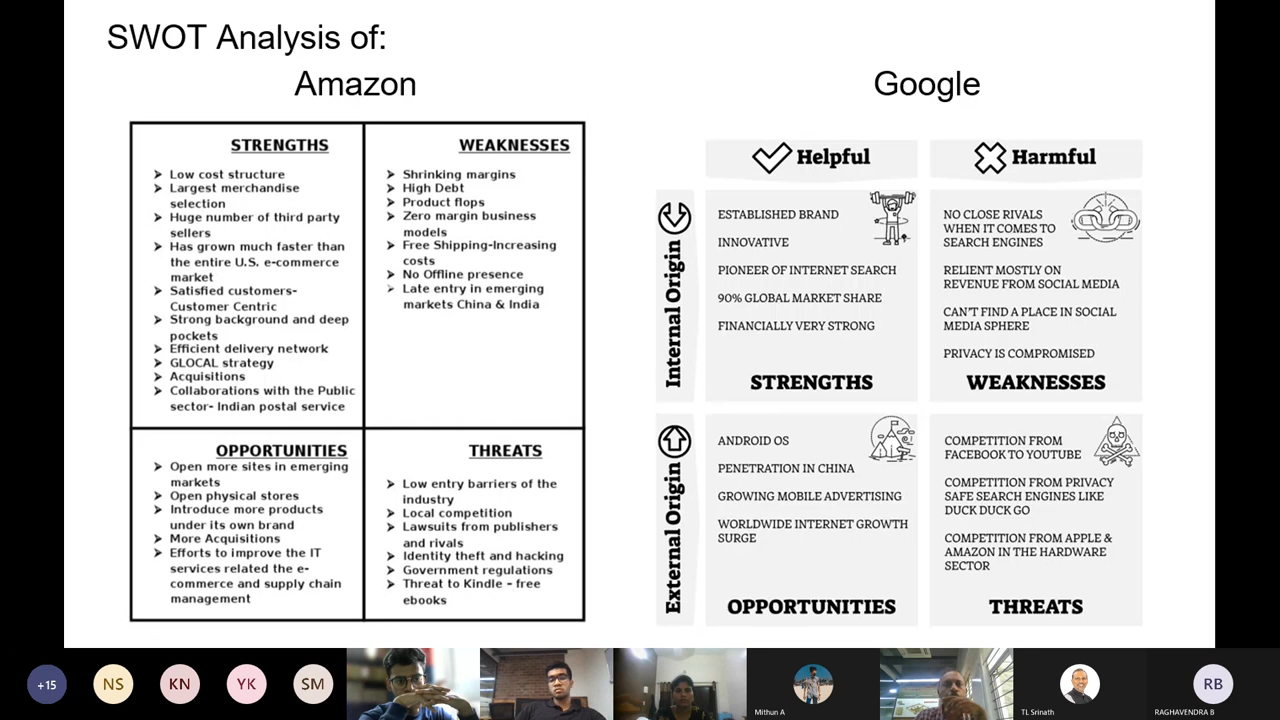 SWOT Analysis of:
Amazon
STRENGTHS
Low cost structure
Largest merchandise
selection
Huge number of third party
sellers
Has grown much faster than
the entire U.S. e-commerce
market
Satisfied customers-
Customer Centric
Strong background and deep
pockets
Efficient delivery network
GLOCAL strategy
Acquisitions
Collaborations with the Public
sector- Indian postal service
WEAKNESSES
Shrinking margins
High Debt
Product flops
Zero margin business
models
Free Shipping-Increasing
costs
No Offline presence
Late entry in emerging
markets China & India
OPPORTUNITIES
Open more sites in emerging
markets
Open physical stores
Introduce more products
under its own brand
More Acquisitions
Efforts to improve the IT
services related the e-
commerce and supply chain
management
THREATS
Low entry barriers of the
industry
Local competition
Lawsuits from publishers
and rivals
Identity theft and hacking
Government regulations
Threat to Kindle – free
ebooks
Google
Helpful
Harmful
Internal Origin
ESTABLISHED BRAND
INNOVATIVE
PIONEER OF INTERNET SEARCH
90% GLOBAL MARKET SHARE
FINANCIALLY VERY STRONG
STRENGTHS
NO CLOSE RIVALS
WHEN IT COMES TO
SEARCH ENGINES
RELIENT MOSTLY ON
REVENUE FROM SOCIAL MEDIA
CAN'T FIND A PLACE IN SOCIAL
MEDIA SPHERE
PRIVACY IS COMPROMISED
WEAKNESSES
External Origin
ANDROID OS
PENETRATION IN CHINA
GROWING MOBILE ADVERTISING
WORLDWIDE INTERNET GROWTH
SURGE
OPPORTUNITIES
COMPETITION FROM
FACEBOOK TO YOUTUBE
COMPETITION FROM PRIVACY
SAFE SEARCH ENGINES LIKE
DUCK DUCK GO
COMPETITION FROM APPLE &
AMAZON IN THE HARDWARE
SECTOR
THREATS
+15
NS
KN
YK
SM
Mithun A
TL Srinath
RB
RAGHAVENDRA B